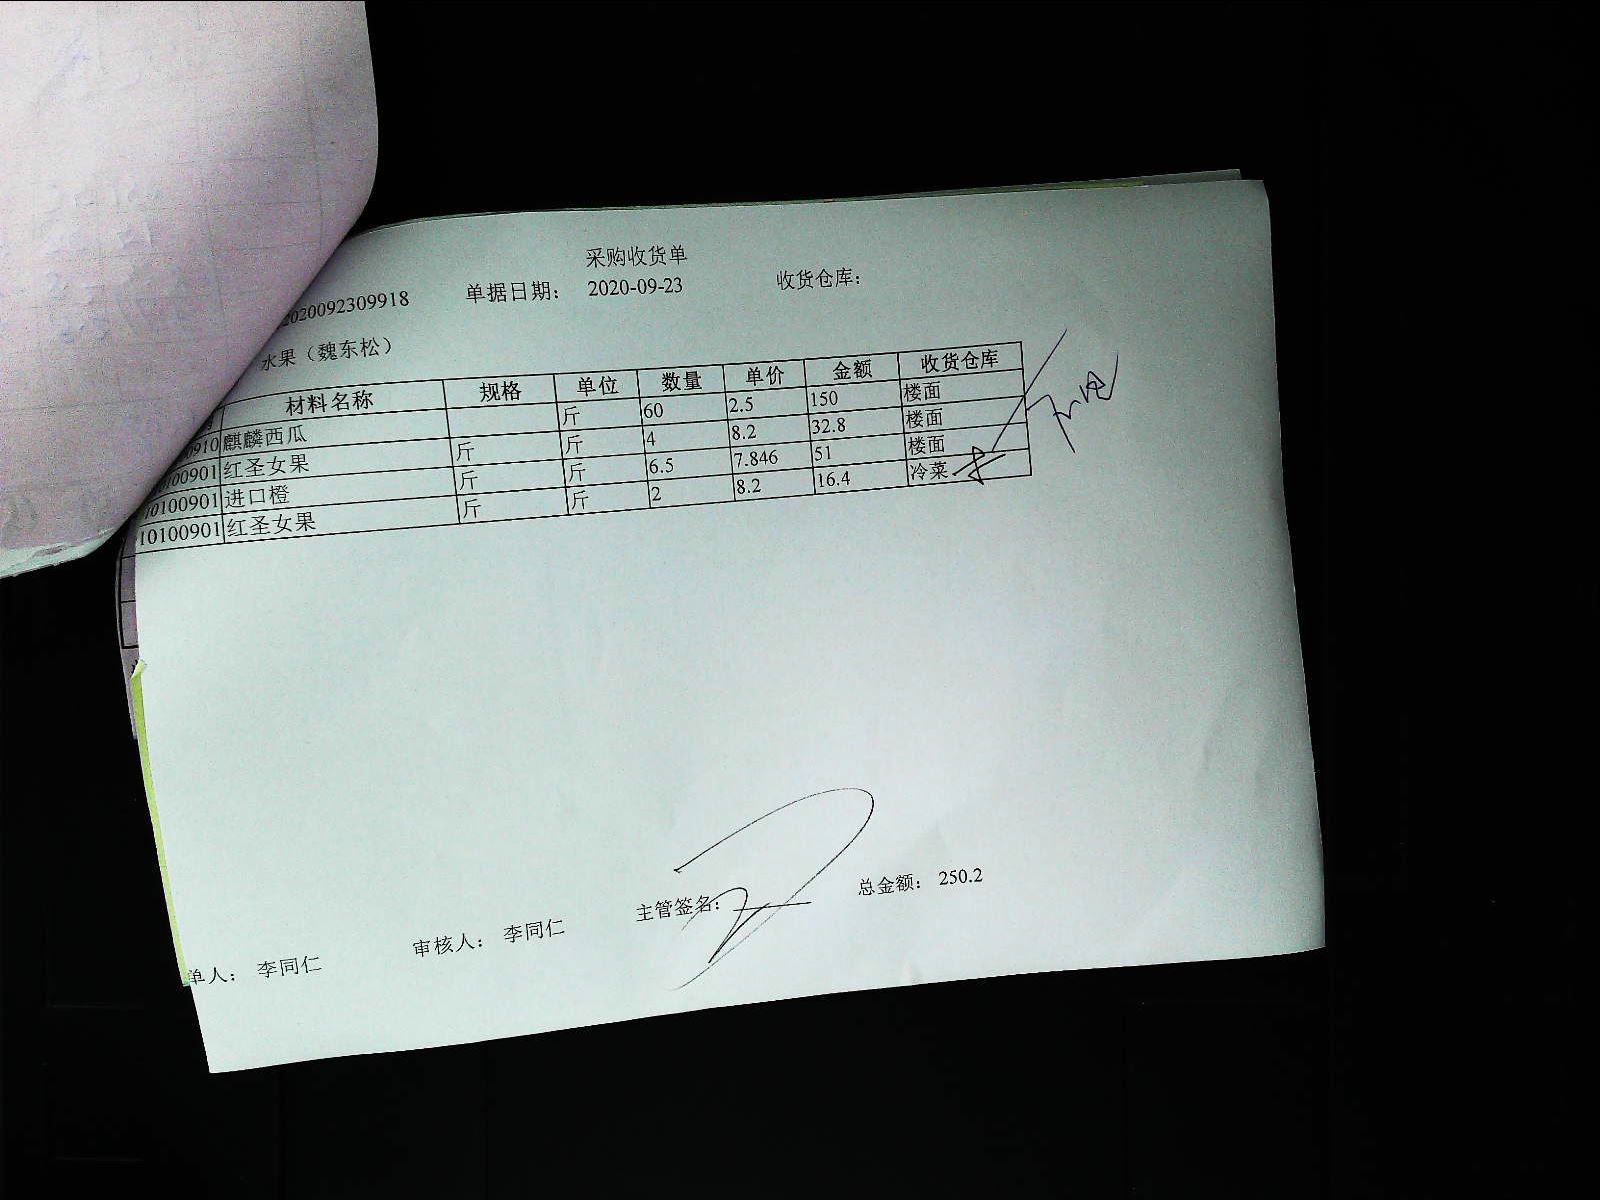 采购收货单
2020092309918 单据日期： 2020-09-23 收货仓库：
水果（魏东松）
材料名称 规格 单位 数量 单价 金额 收货仓库
0910 麒麟西瓜 斤 60 2.5 150 楼面
10100901 红圣女果 斤 斤 4 8.2 32.8 楼面
10100901 进口橙 斤 斤 6.5 7.846 51 楼面
10100901 红圣女果 斤 斤 2 8.2 16.4 冷菜
单人： 李同仁 审核人： 李同仁 主管签名： 总金额： 250.2